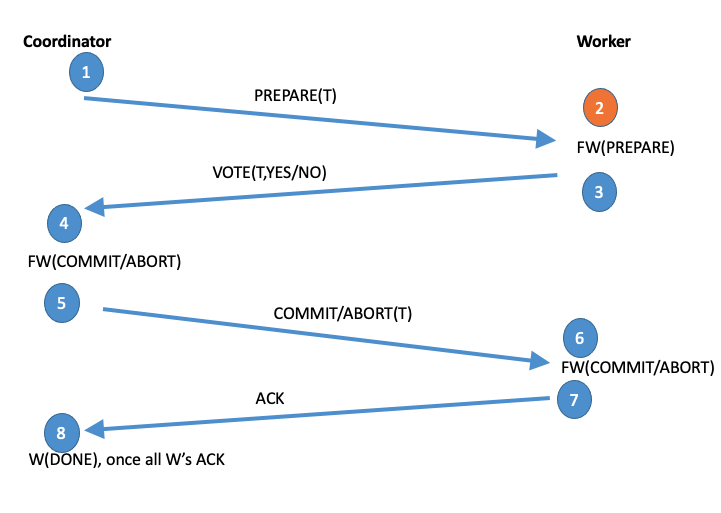 Coordinator
Worker
1
PREPARE(T)
2
FW(PREPARE)
VOTE(T,YES/NO)
3
4
FW(COMMIT/ABORT)
5
COMMIT/ABORT(T)
6
FW(COMMIT/ABORT)
ACK
7
8
W(DONE), once all W's ACK